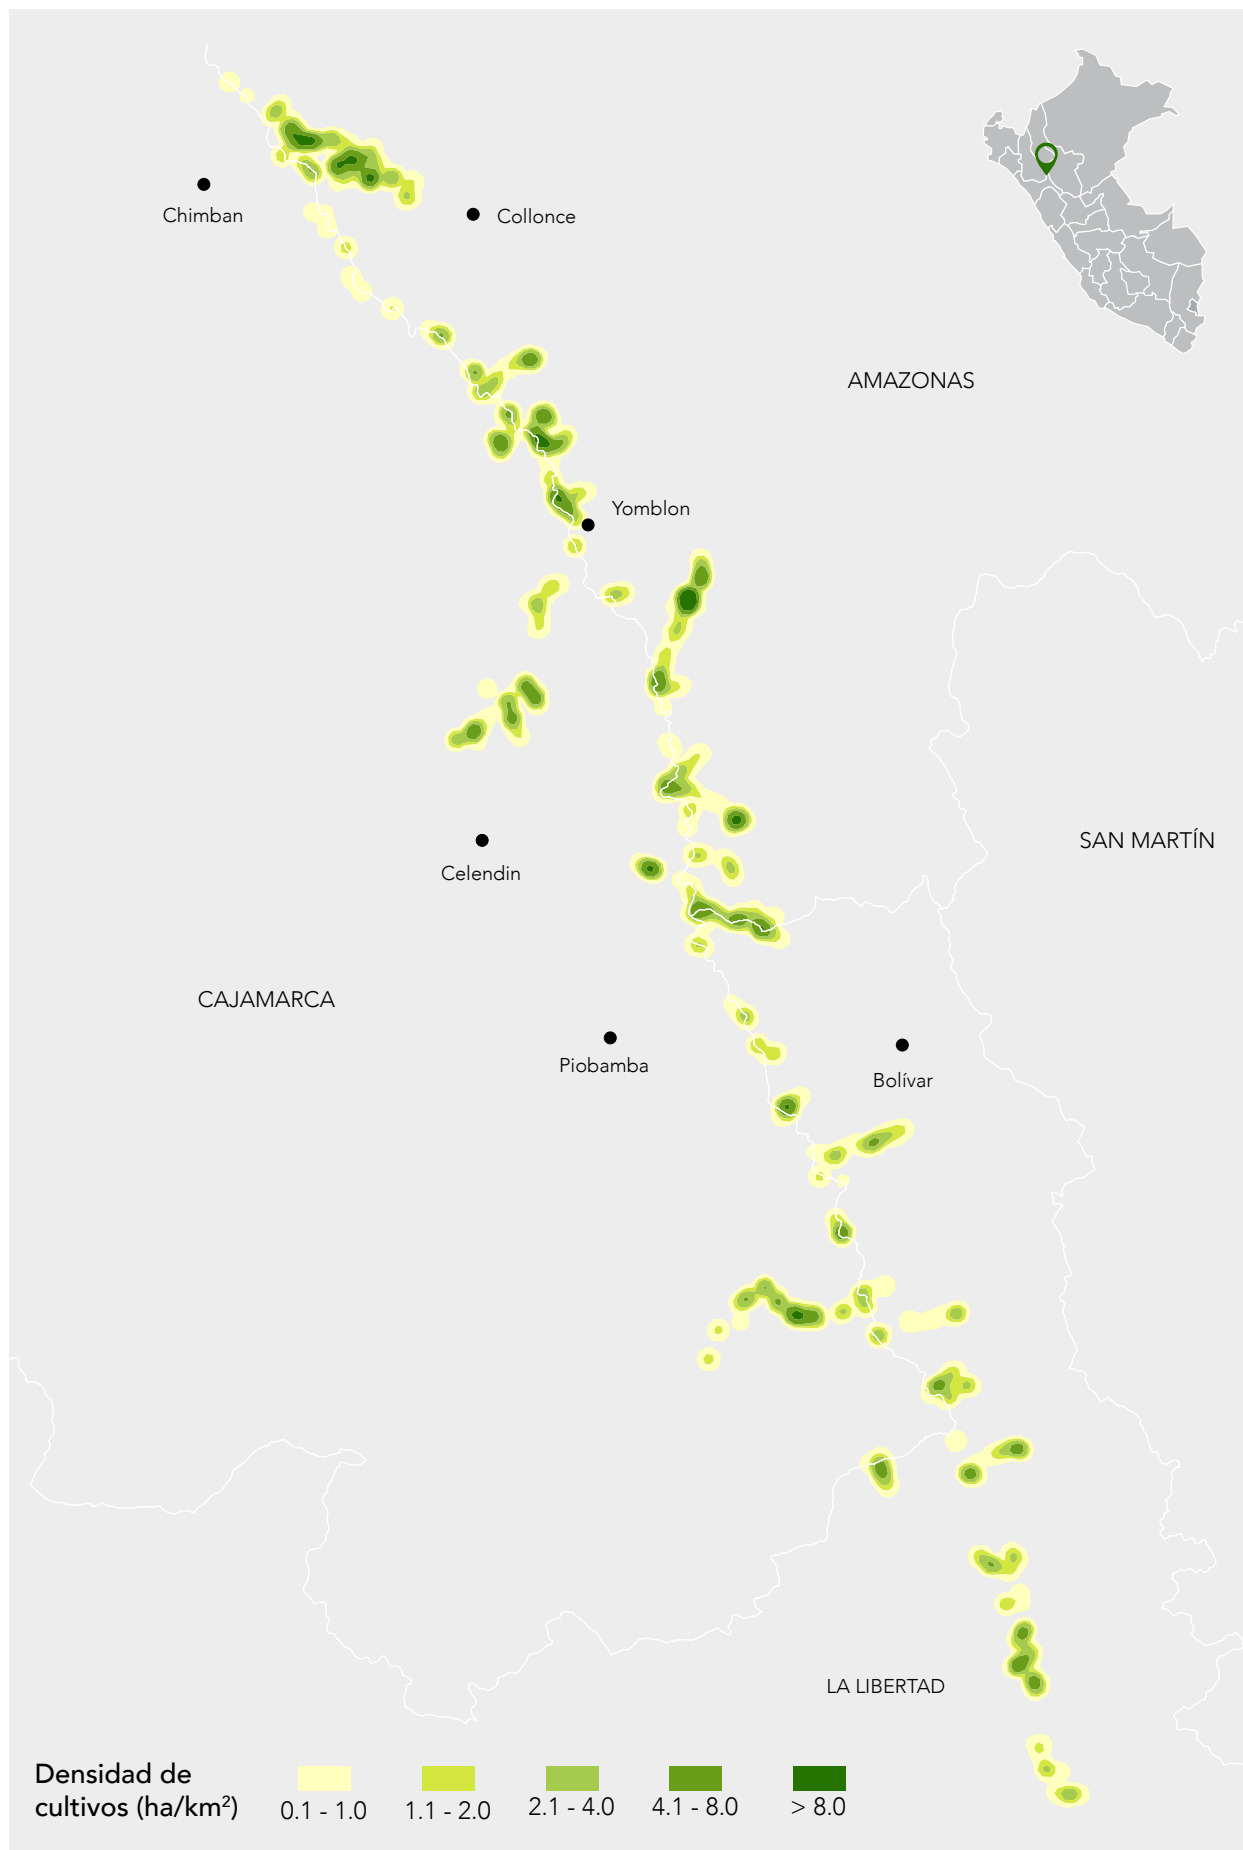 Chimban
Collonce
AMAZONAS
Yomblon
SAN MARTÍN
Celendin
CAJAMARCA
Piobamba
Bolívar
LA LIBERTAD
Densidad de
cultivos (ha/km²)
0.1 - 1.0
1.1 - 2.0
2.1 - 4.0
4.1 - 8.0
> 8.0